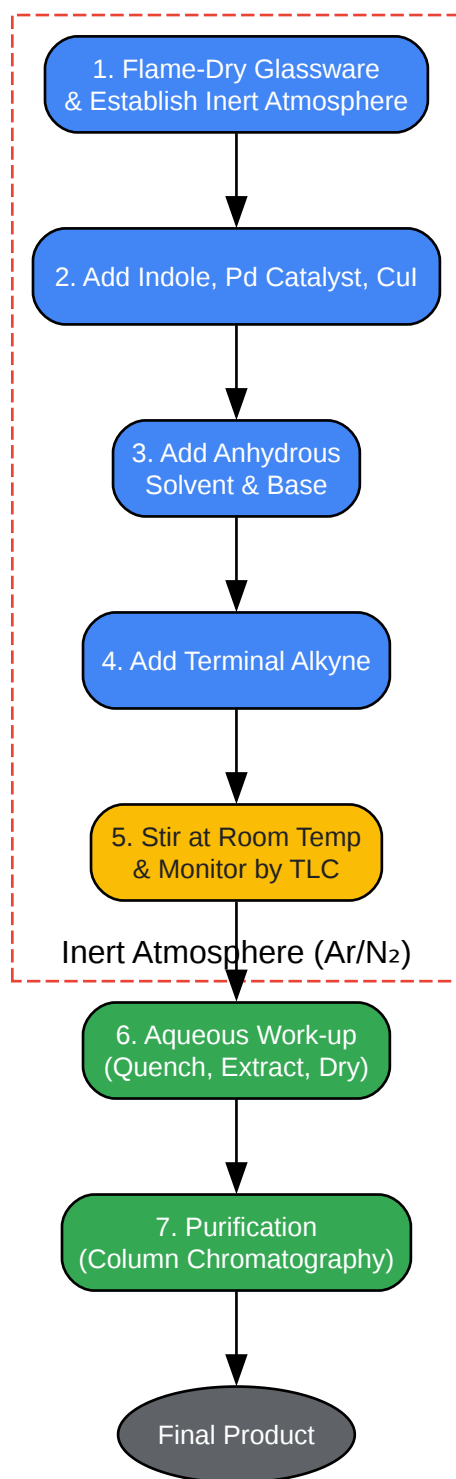 1. Flame-Dry Glassware
& Establish Inert Atmosphere
2. Add Indole, Pd Catalyst, CuI
3. Add Anhydrous
Solvent & Base
4. Add Terminal Alkyne
5. Stir at Room Temp
& Monitor by TLC
Inert Atmosphere (Ar/N₂)
6. Aqueous Work-up
(Quench, Extract, Dry)
7. Purification
(Column Chromatography)
Final Product